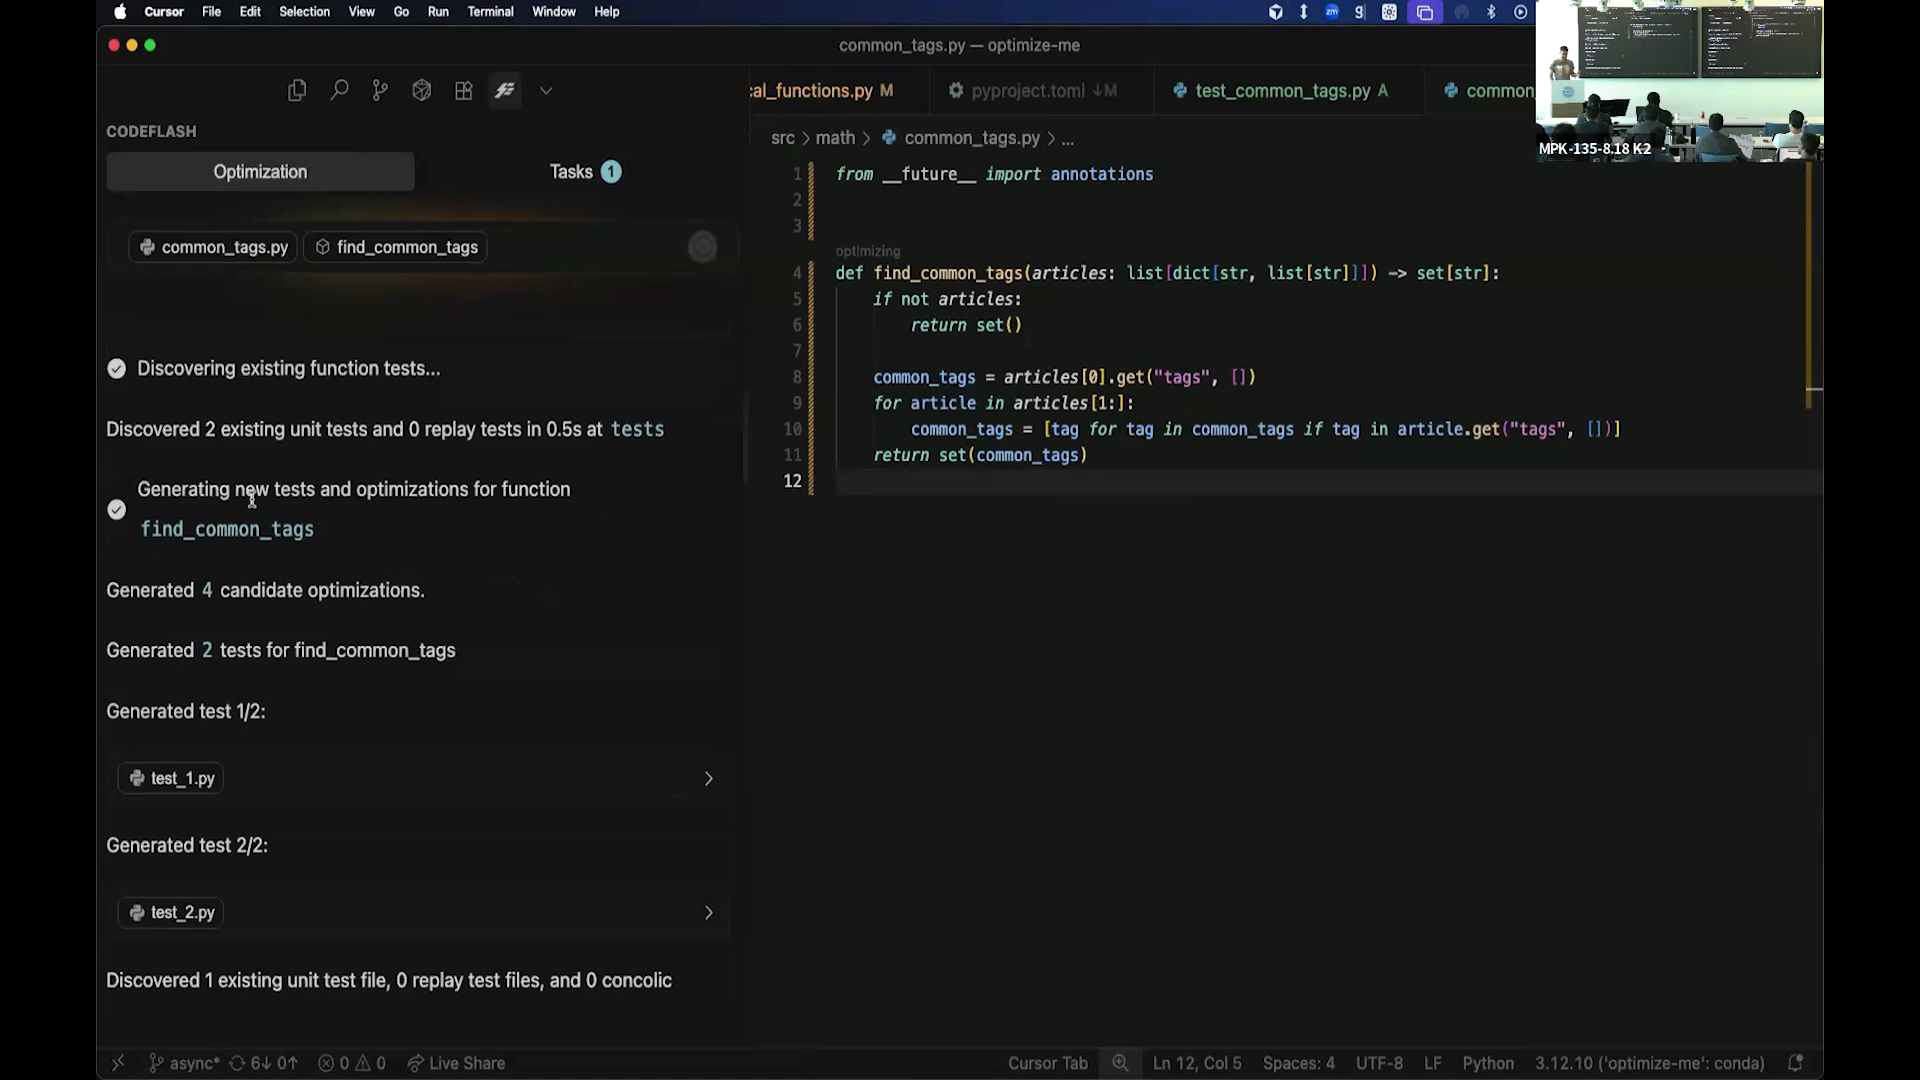 Cursor File Edit Selection View Go Run Terminal Window Help
common_tags.py — optimize-me
cal_functions.py M pyproject.toml ↓M test_common_tags.py A common
MPK-135-8.18 K2
CODEFLASH
Optimization Tasks 1
common_tags.py find_common_tags
Discovering existing function tests...
Discovered 2 existing unit tests and 0 replay tests in 0.5s at tests
Generating new tests and optimizations for function
find_common_tags
Generated 4 candidate optimizations.
Generated 2 tests for find_common_tags
Generated test 1/2:
test_1.py
Generated test 2/2:
test_2.py
Discovered 1 existing unit test file, 0 replay test files, and 0 concolic
src > math > common_tags.py > ...
1 from __future__ import annotations
2
3
optimizing
4 def find_common_tags(articles: list[dict[str, list[str]]]) -> set[str]:
5 if not articles:
6 return set()
7
8 common_tags = articles[0].get("tags", [])
9 for article in articles[1:]:
10 common_tags = [tag for tag in common_tags if tag in article.get("tags", [])]
11 return set(common_tags)
12
async* 6↓ 0↑ 0 0 Live Share Cursor Tab Ln 12, Col 5 Spaces: 4 UTF-8 LF Python 3.12.10 ('optimize-me': conda)